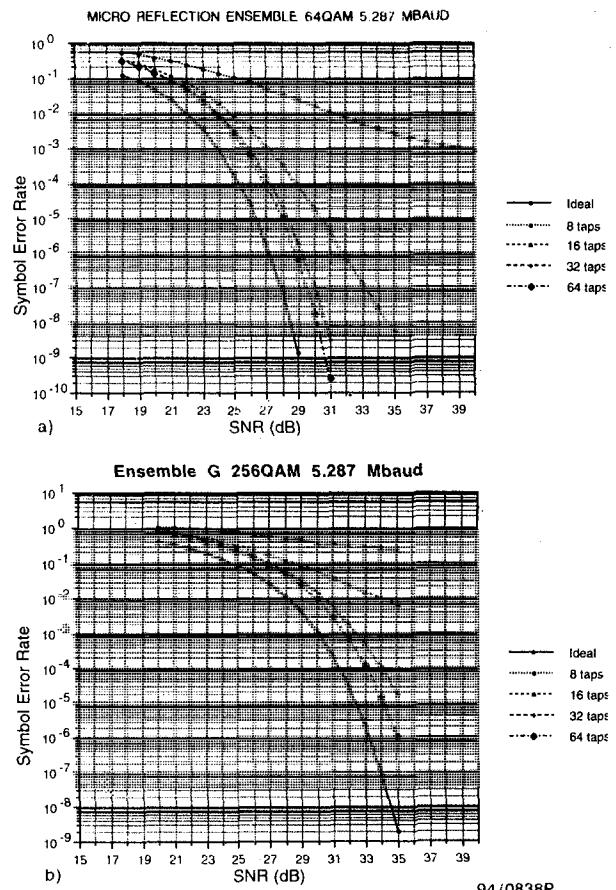 MICRO REFLECTION ENSEMBLE 64QAM 5.287 MBAUD
10^0
10^-1
10^-2
10^-3
10^-4
10^-5
10^-6
10^-7
10^-8
10^-9
10^-10
Symbol Error Rate
15 17 19 21 23 25 27 29 31 33 35 37 39
SNR (dB)
a)
Ideal
8 taps
16 taps
32 taps
64 taps
Ensemble G 256QAM 5.287 Mbaud
10^1
10^0
10^-1
10^-2
10^-3
10^-4
10^-5
10^-6
10^-7
10^-8
10^-9
Symbol Error Rate
15 17 19 21 23 25 27 29 31 33 35 37 39
SNR (dB)
b)
Ideal
8 taps
16 taps
32 taps
64 taps
94/0838P